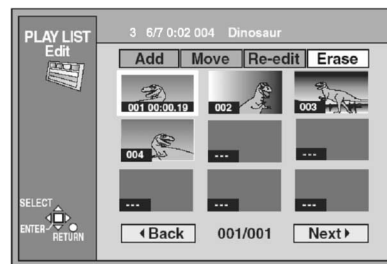 PLAY LIST
Edit
3 6/7 0:02 004 Dinosaur
Add Move Re-edit Erase
001 00:00.19 002 003
004 --- ---
--- --- ---
SELECT
ENTER
RETURN
Back 001/001 Next